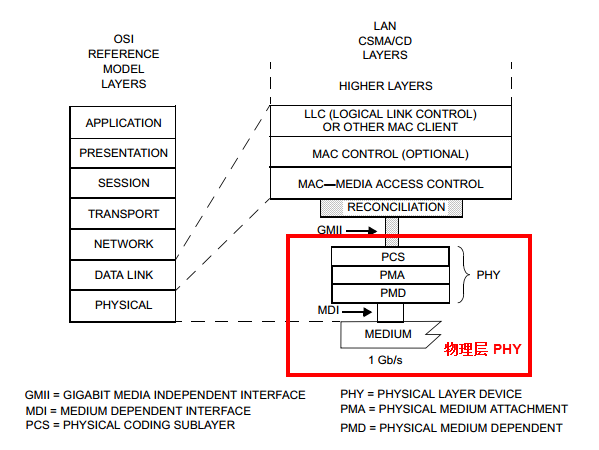 OSI
REFERENCE
MODEL
LAYERS
APPLICATION
PRESENTATION
SESSION
TRANSPORT
NETWORK
DATA LINK
PHYSICAL
LAN
CSMA/CD
LAYERS
HIGHER LAYERS
LLC (LOGICAL LINK CONTROL)
OR OTHER MAC CLIENT
MAC CONTROL (OPTIONAL)
MAC—MEDIA ACCESS CONTROL
RECONCILIATION
GMII
PCS
PMA
PMD
PHY
MDI
MEDIUM
1 Gb/s
物理层 PHY
GMII = GIGABIT MEDIA INDEPENDENT INTERFACE
MDI = MEDIUM DEPENDENT INTERFACE
PCS = PHYSICAL CODING SUBLAYER
PHY = PHYSICAL LAYER DEVICE
PMA = PHYSICAL MEDIUM ATTACHMENT
PMD = PHYSICAL MEDIUM DEPENDENT